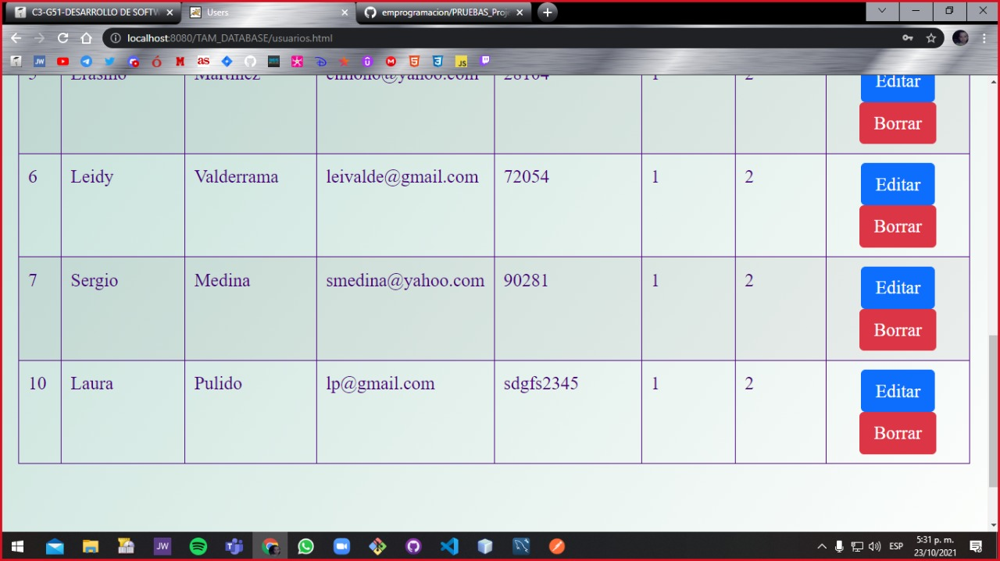 C3-G51-DESARROLLO DE SOFTW
Users
emprogramacion/PRUEBAS_Proje
localhost:8080/TAM_DATABASE/usuarios.html
5 Erasmo Martinez emiono@yahoo.com 28104 1 2 Editar
Borrar
6 Leidy Valderrama leivalde@gmail.com 72054 1 2 Editar
Borrar
7 Sergio Medina smedina@yahoo.com 90281 1 2 Editar
Borrar
10 Laura Pulido lp@gmail.com sdgfs2345 1 2 Editar
Borrar
ESP
5:31 p. m.
23/10/2021